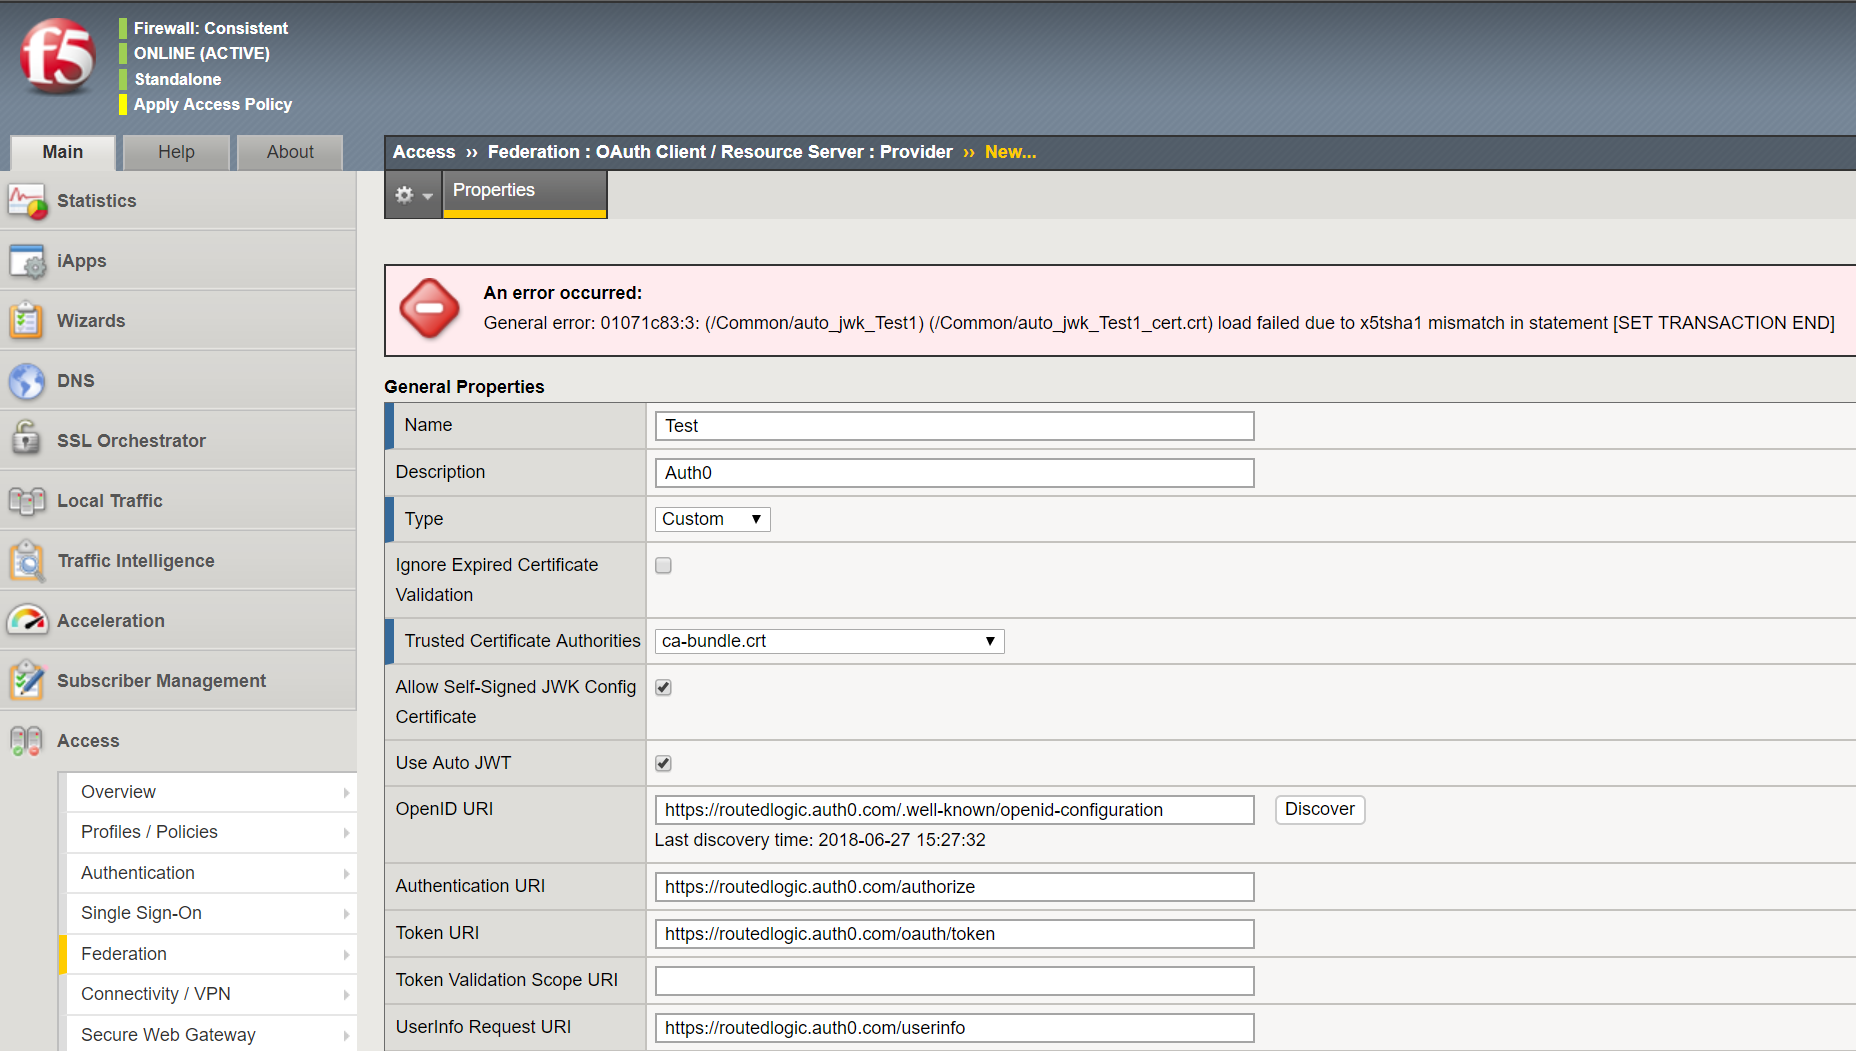 f5
Firewall: Consistent
ONLINE (ACTIVE)
Standalone
Apply Access Policy
Main
Help
About
Access ›› Federation : OAuth Client / Resource Server : Provider ›› New...
Properties
Statistics
iApps
Wizards
DNS
SSL Orchestrator
Local Traffic
Traffic Intelligence
Acceleration
Subscriber Management
Access
Overview
Profiles / Policies
Authentication
Single Sign-On
Federation
Connectivity / VPN
Secure Web Gateway
An error occurred:
General error: 01071c83:3: (/Common/auto_jwk_Test1) (/Common/auto_jwk_Test1_cert.crt) load failed due to x5tsha1 mismatch in statement [SET TRANSACTION END]
General Properties
Name
Test
Description
Auth0
Type
Custom
Ignore Expired Certificate
Validation
Trusted Certificate Authorities
ca-bundle.crt
Allow Self-Signed JWK Config
Certificate
Use Auto JWT
OpenID URI
https://routedlogic.auth0.com/.well-known/openid-configuration
Discover
Last discovery time: 2018-06-27 15:27:32
Authentication URI
https://routedlogic.auth0.com/authorize
Token URI
https://routedlogic.auth0.com/oauth/token
Token Validation Scope URI
UserInfo Request URI
https://routedlogic.auth0.com/userinfo